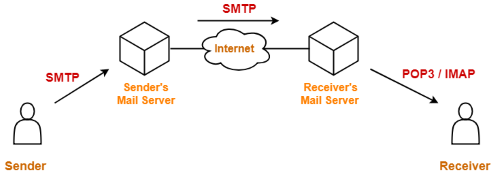 SMTP
Internet
SMTP
Sender's
Mail Server
Receiver's
Mail Server
POP3 / IMAP
Sender
Receiver